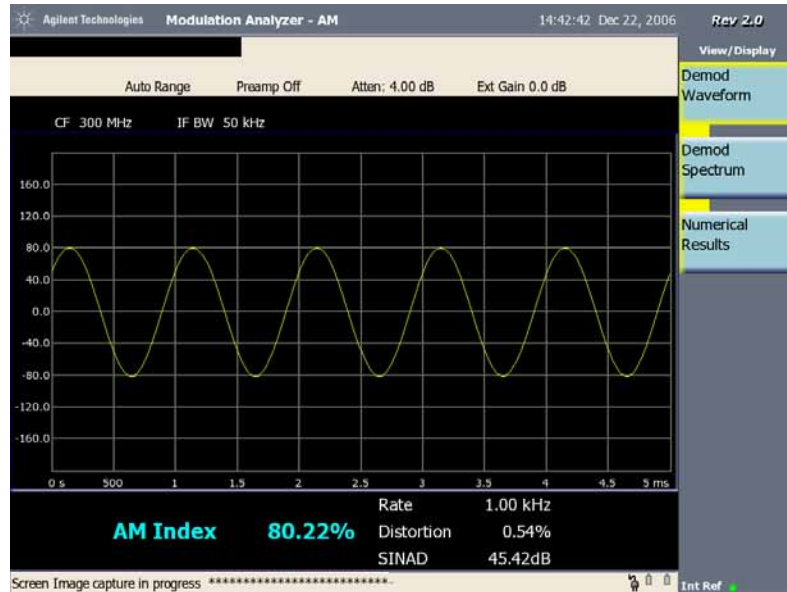 Agilent Technologies Modulation Analyzer - AM 14:42:42 Dec 22, 2006 Rev 2.0
View/Display
Auto Range Preamp Off Atten: 4.00 dB Ext Gain 0.0 dB
Demod
Waveform
CF 300 MHz IF BW 50 kHz
Demod
Spectrum
Numerical
Results
160.0
120.0
80.0
40.0
0.0
-40.0
-80.0
-120.0
-160.0
0 s 500 1 1.5 2 2.5 3 3.5 4 4.5 5 ms
AM Index 80.22%
Rate 1.00 kHz
Distortion 0.54%
SINAD 45.42dB
Screen Image capture in progress **************************-
Int Ref